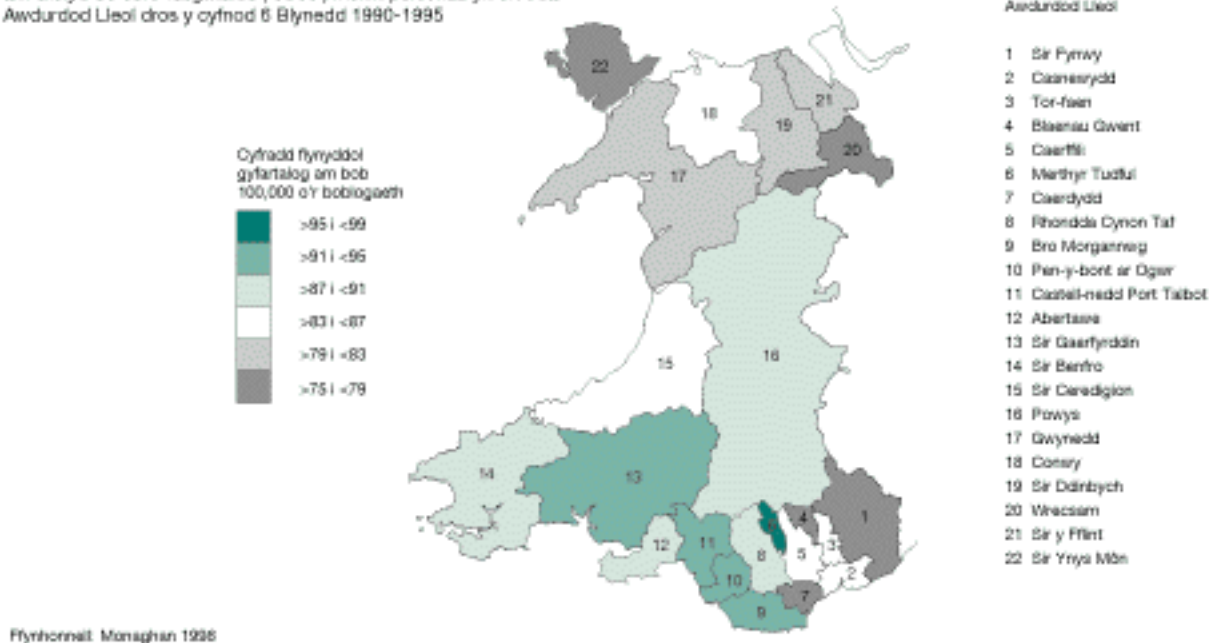 Awdurdod Lleol dros y cyfnod 6 Blynedd 1990-1995
Cyfradd flynyddol
gyfartalog am bob
100,000 o'r boblogaeth
>95 i <99
>91 i <95
>87 i <91
>83 i <87
>79 i <83
>75 i <79
22
18
21
19
20
17
16
15
14
13
12
11
10
9
8
7
5
4
3
2
1
Awdurdod Lleol
1 Sir Fynwy
2 Casnewydd
3 Tor-faen
4 Blaenau Gwent
5 Caerffili
6 Merthyr Tudful
7 Caerdydd
8 Rhondda Cynon Taf
9 Bro Morgannwg
10 Pen-y-bont ar Ogwr
11 Castell-nedd Port Talbot
12 Abertawe
13 Sir Gaerfyrddin
14 Sir Benfro
15 Sir Ceredigion
16 Powys
17 Gwynedd
18 Conwy
19 Sir Ddinbych
20 Wrecsam
21 Sir y Fflint
22 Sir Ynys Môn
Ffynhonnell: Monaghan 1998